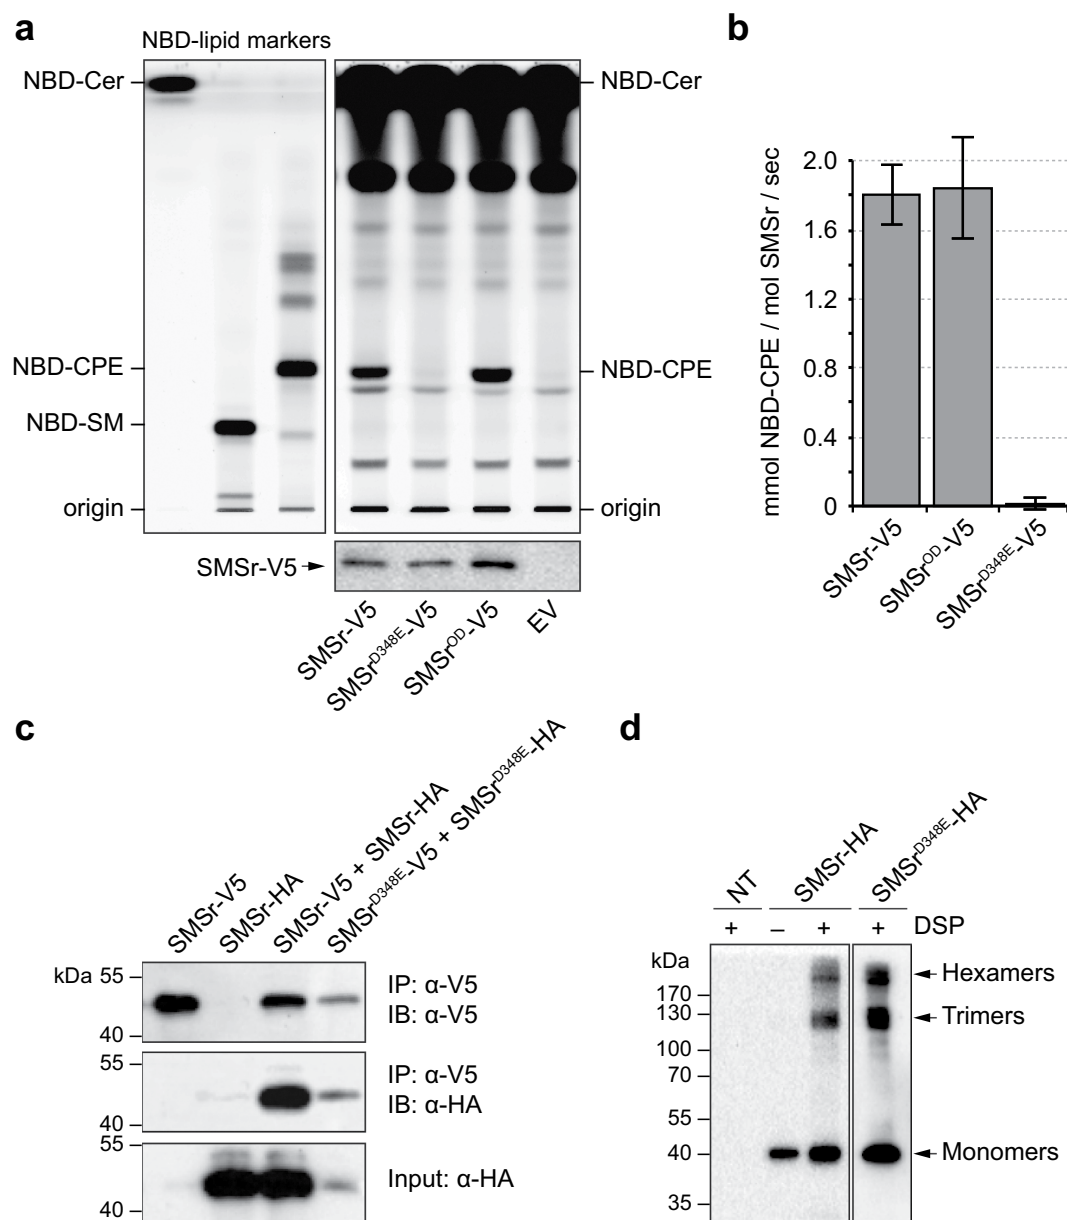 a
NBD-lipid markers
NBD-Cer
NBD-Cer
NBD-CPE
NBD-CPE
NBD-SM
origin
origin
SMSr-V5
SMSr-V5
SMSrD348E-V5
SMSrOD-V5
EV
b
mmol NBD-CPE / mol SMSr / sec
2.0
1.6
1.2
0.8
0.4
0
SMSr-V5
SMSrOD-V5
SMSrD348E-V5
c
SMSr-V5
SMSr-HA
SMSr-V5 + SMSr-HA
SMSrD348E-V5 + SMSrD348E-HA
kDa 55
40
IP: α-V5
IB: α-V5
55
40
IP: α-V5
IB: α-HA
55
40
Input: α-HA
d
NT
SMSr-HA
SMSrD348E-HA
+ – + + DSP
kDa
170
130
100
70
55
40
35
Hexamers
Trimers
Monomers